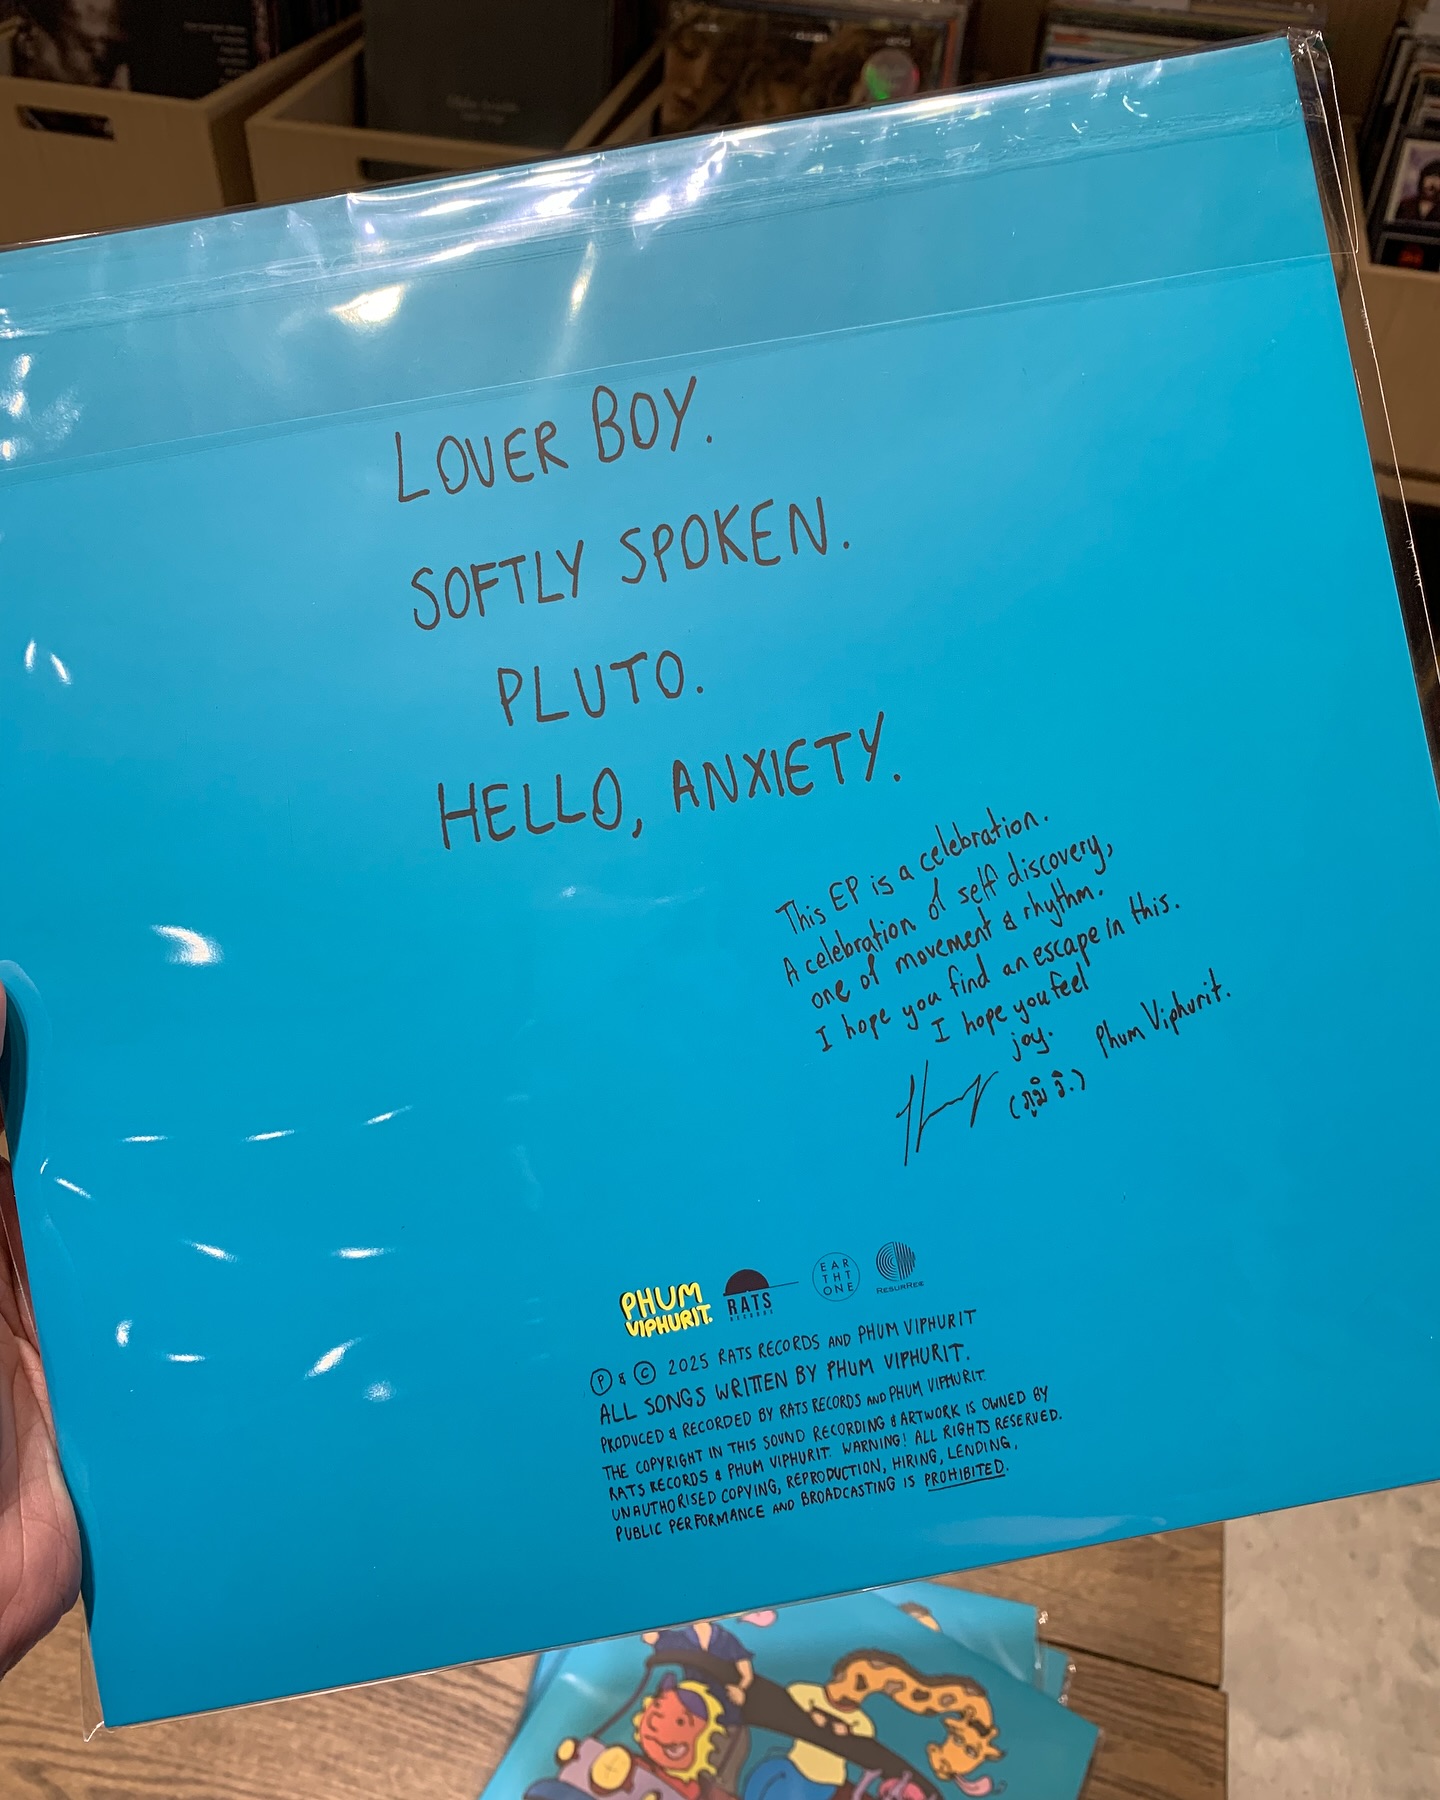 LOVER BOY.
SOFTLY SPOKEN.
PLUTO.
HELLO, ANXIETY.
This EP is a celebration.
A celebration of self discovery,
one of movement & rhythm.
I hope you find an escape in this.
I hope you feel
joy.
Phum Viphurit.
(ภูมิ วิ.)
PHUM
VIPHURIT.
RATS
RECORDS
EAR
THT
ONE
RESURREC
Ⓟ & © 2025 RATS RECORDS AND PHUM VIPHURIT
ALL SONGS WRITTEN BY PHUM VIPHURIT.
PRODUCED & RECORDED BY RATS RECORDS AND PHUM VIPHURIT.
THE COPYRIGHT IN THIS SOUND RECORDING & ARTWORK IS OWNED BY
RATS RECORDS & PHUM VIPHURIT. WARNING! ALL RIGHTS RESERVED.
UNAUTHORISED COPYING, REPRODUCTION, HIRING, LENDING,
PUBLIC PERFORMANCE AND BROADCASTING IS PROHIBITED.